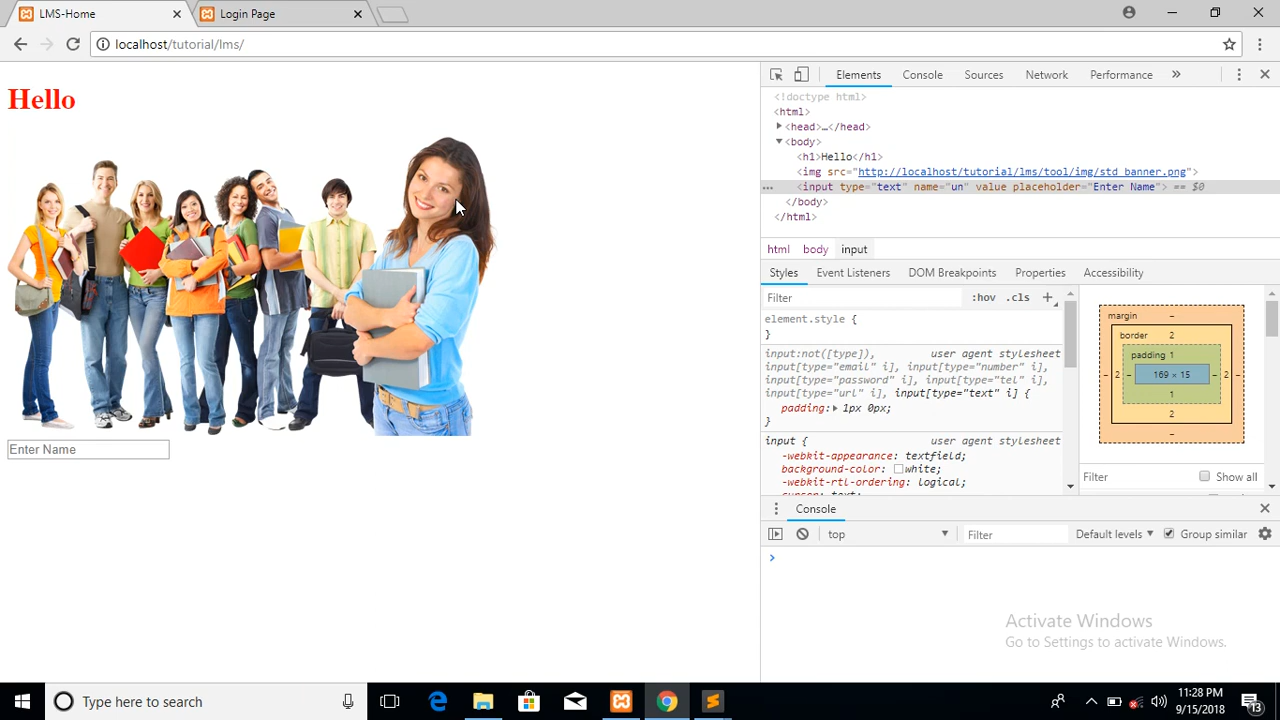 LMS-Home
Login Page
localhost/tutorial/lms/
Hello
Enter Name
Elements Console Sources Network Performance »
<!doctype html>
<html>
<head>…</head>
<body>
<h1>Hello</h1>
<img src="http://localhost/tutorial/lms/tool/img/std_banner.png">
<input type="text" name="un" value placeholder="Enter Name"> == $0
</body>
</html>
html body input
Styles Event Listeners DOM Breakpoints Properties Accessibility
Filter :hov .cls +
element.style {
}
input:not([type]), user agent stylesheet
input[type="email" i], input[type="number" i],
input[type="password" i], input[type="tel" i],
input[type="url" i], input[type="text" i] {
padding: 1px 0px;
}
input { user agent stylesheet
-webkit-appearance: textfield;
background-color: white;
-webkit-rtl-ordering: logical;
cursor: text;
margin –
border 2
padding 1
– 2 – 169 × 15 – 2 –
1
2
–
Filter Show all
Console
top Filter Default levels Group similar
Activate Windows
Go to Settings to activate Windows.
Type here to search
11:28 PM
9/15/2018
13